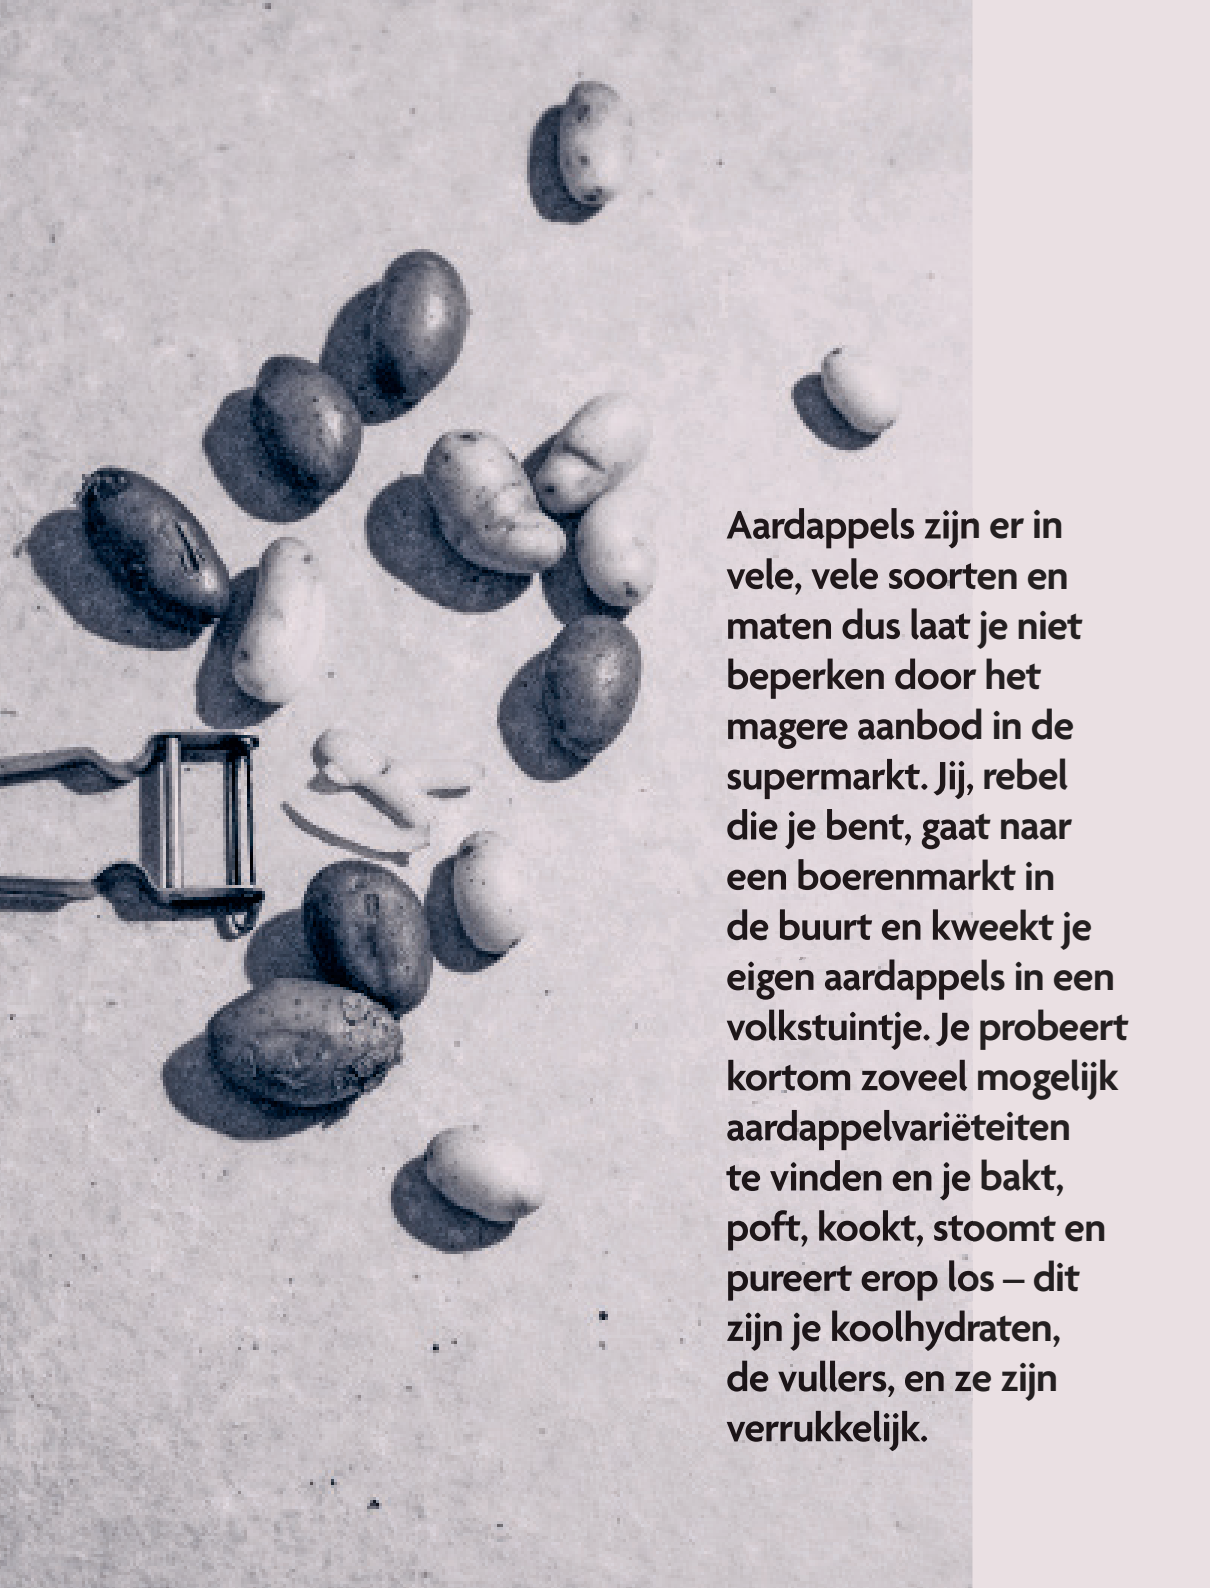 Aardappels zijn er in
vele, vele soorten en
maten dus laat je niet
beperken door het
magere aanbod in de
supermarkt. Jij, rebel
die je bent, gaat naar
een boerenmarkt in
de buurt en kweekt je
eigen aardappels in een
volkstuintje. Je probeert
kortom zoveel mogelijk
aardappelvariëteiten
te vinden en je bakt,
poft, kookt, stoomt en
pureert erop los – dit
zijn je koolhydraten,
de vullers, en ze zijn
verrukkelijk.